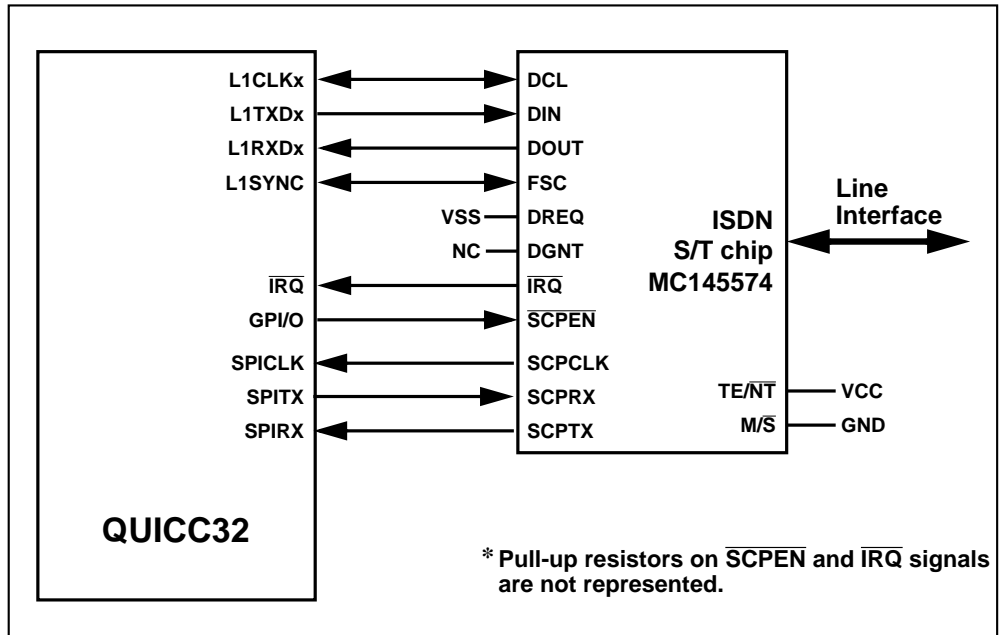 L1CLKx DCL
L1TXDx DIN
L1RXDx DOUT
L1SYNC FSC
VSS DREQ
NC DGNT
IRQ IRQ
GPI/O SCPEN
SPICLK SCPCLK
SPITX SCPRX
SPIRX SCPTX
ISDN
S/T chip
MC145574
Line
Interface
TE/NT VCC
M/S GND
QUICC32
* Pull-up resistors on SCPEN and IRQ signals
are not represented.